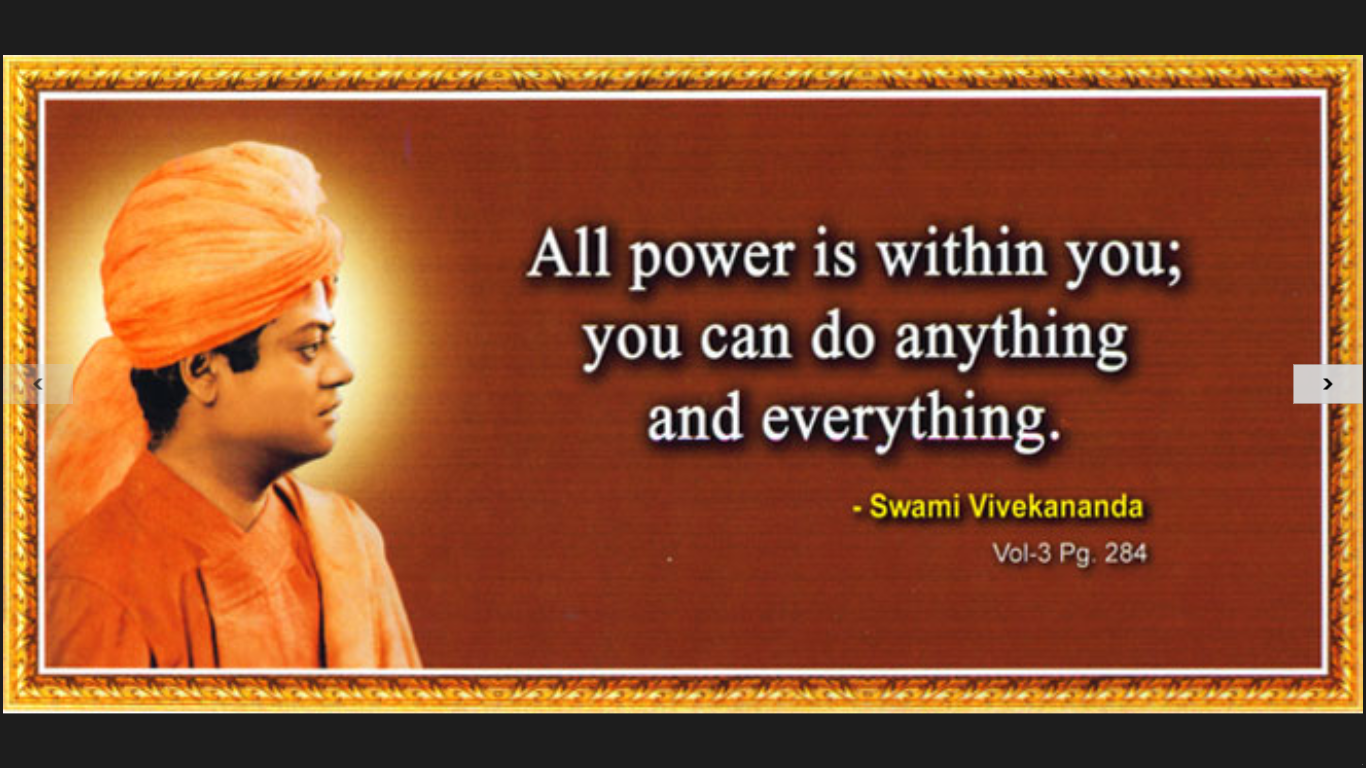 All power is within you;
you can do anything
and everything.
- Swami Vivekananda
Vol-3 Pg. 284